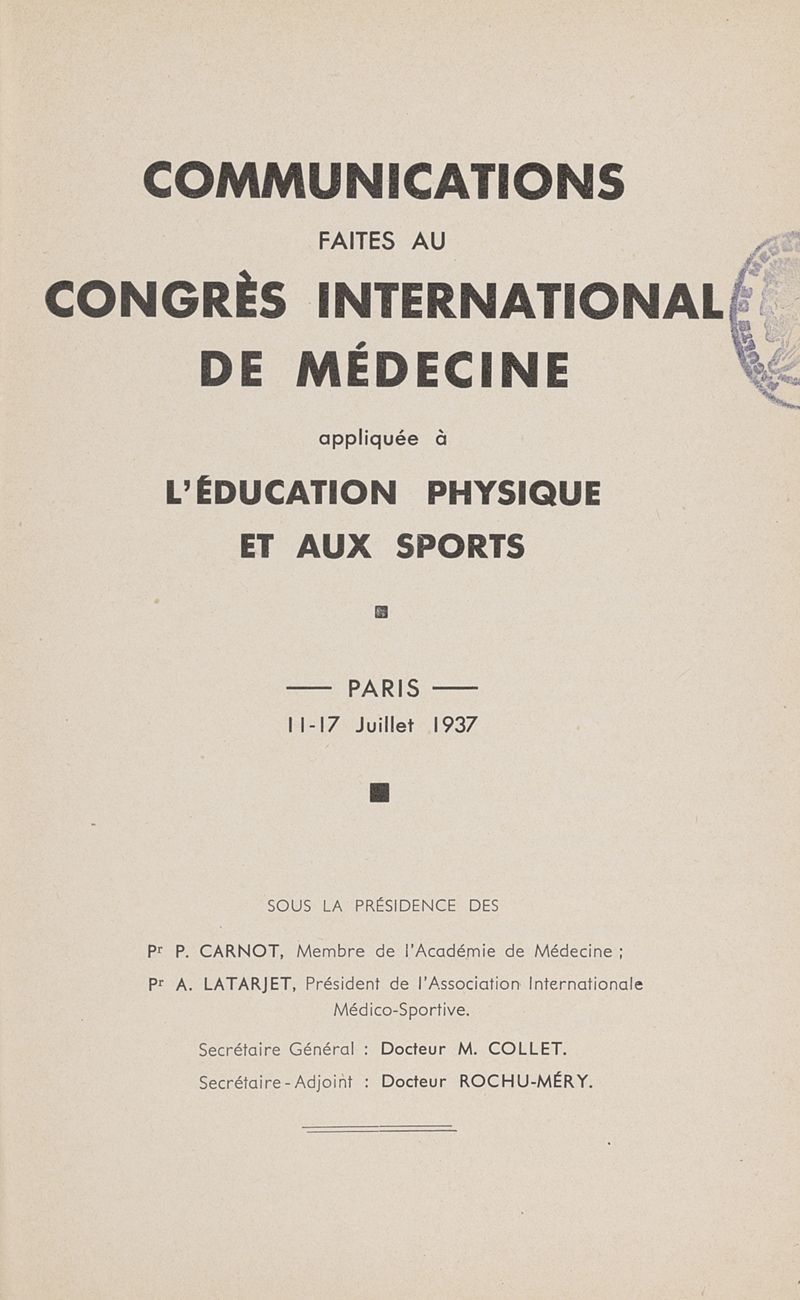 COMMUNICATIONS
FAITES AU
CONGRÈS INTERNATIONAL
DE MÉDECINE
appliquée à
L'ÉDUCATION PHYSIQUE
ET AUX SPORTS
PARIS
11-17 Juillet 1937
SOUS LA PRÉSIDENCE DES
Pr P. CARNOT, Membre de l'Académie de Médecine ;
Pr A. LATARJET, Président de l'Association Internationale
Médico-Sportive.
Secrétaire Général : Docteur M. COLLET.
Secrétaire-Adjoint : Docteur ROCHU-MÉRY.